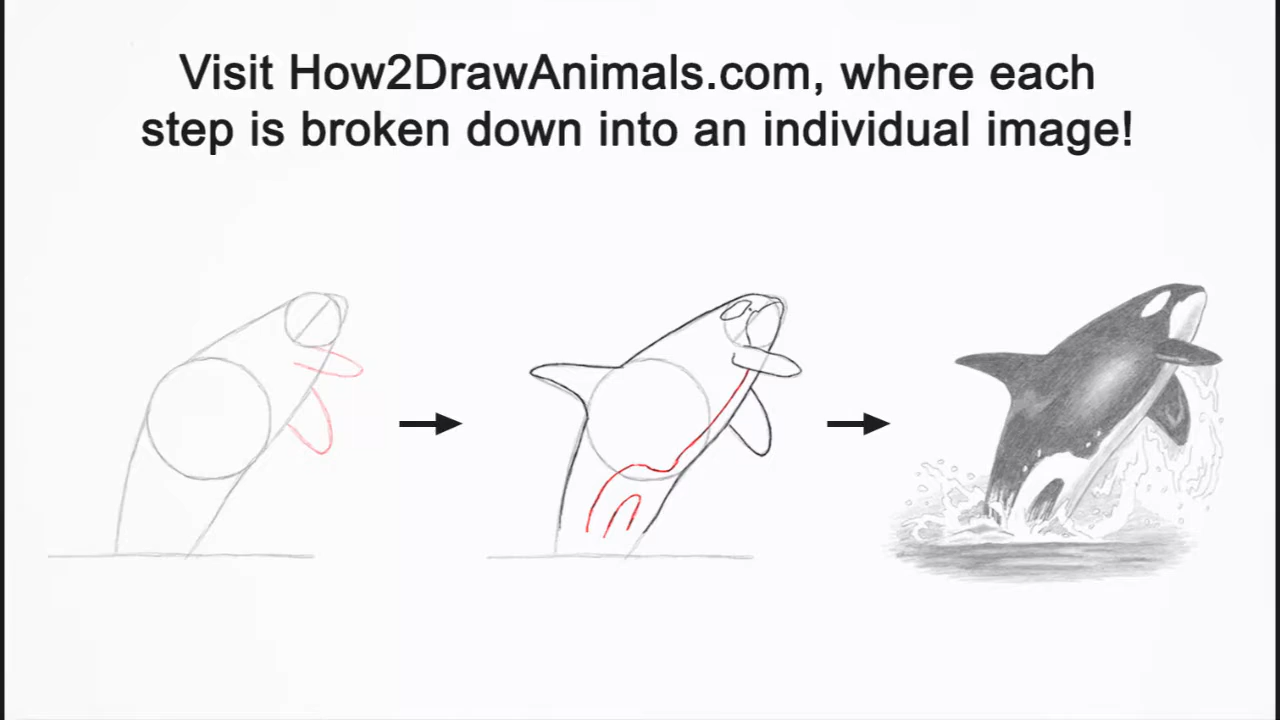 Visit How2DrawAnimals.com, where each
step is broken down into an individual image!